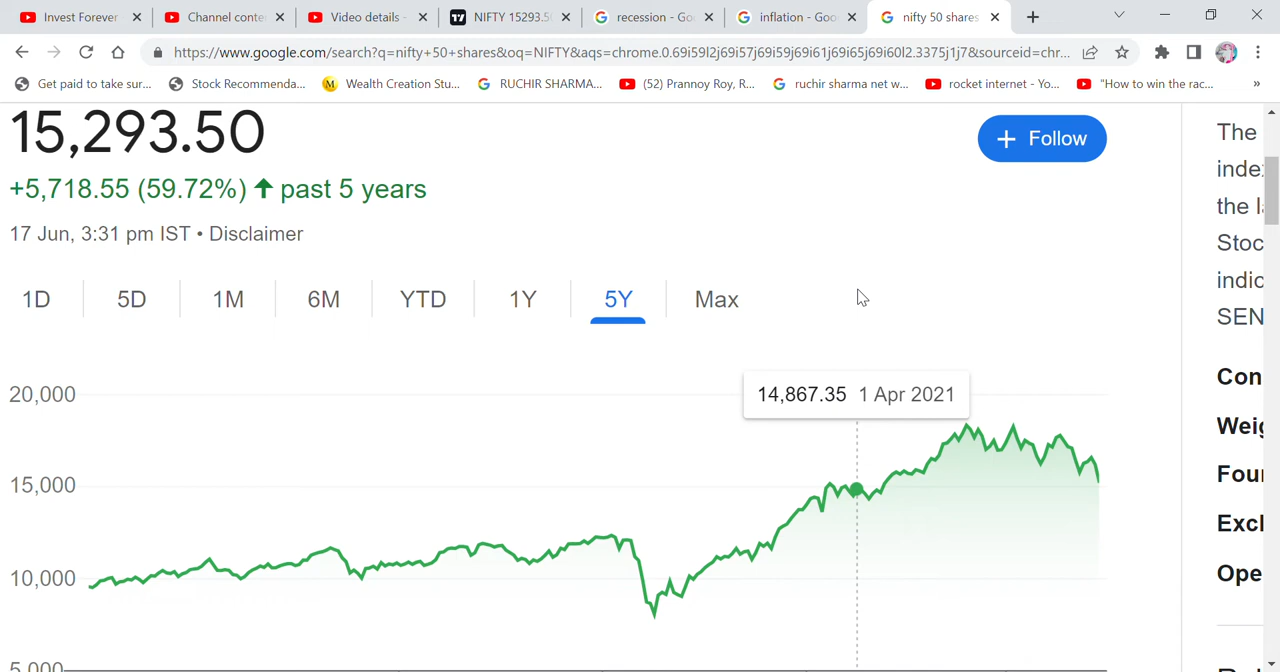 Invest Forever
Channel conte
Video details -
NIFTY 15293.5
recession - Go
inflation - Goo
nifty 50 shares
https://www.google.com/search?q=nifty+50+shares&oq=NIFTY&aqs=chrome.0.69i59l2j69i57j69i59j69i61j69i65j69i60l2.3375j1j7&sourceid=chr...
Get paid to take sur...
Stock Recommenda...
M Wealth Creation Stu...
RUCHIR SHARMA...
(52) Prannoy Roy, R...
ruchir sharma net w...
rocket internet - Yo...
"How to win the rac...
»
15,293.50
+ Follow
+5,718.55 (59.72%) ↑ past 5 years
17 Jun, 3:31 pm IST • Disclaimer
1D 5D 1M 6M YTD 1Y 5Y Max
14,867.35 1 Apr 2021
20,000
15,000
10,000
5,000
The
inde
the l
Stoc
indic
SEN
Con
Weig
Foun
Excl
Ope